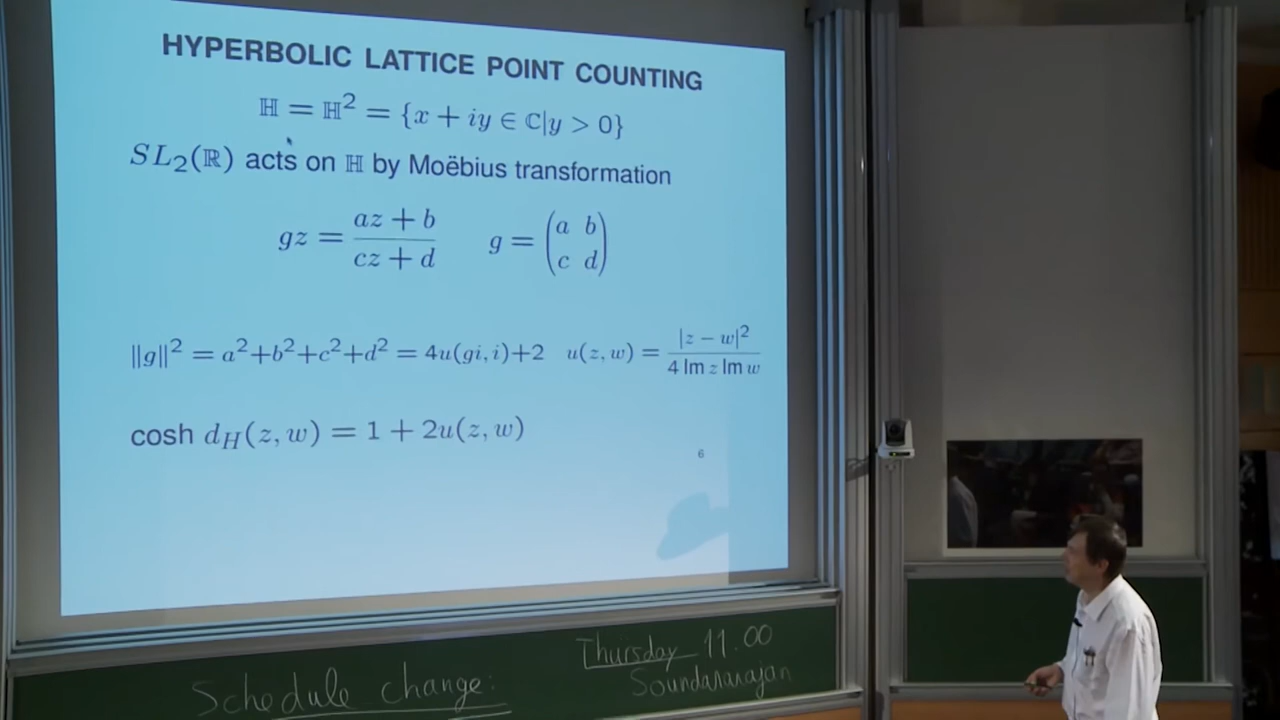 HYPERBOLIC LATTICE POINT COUNTING
ℍ = ℍ² = {x + iy ∈ ℂ|y > 0}
SL₂(ℝ) acts on ℍ by Moëbius transformation
gz = (az + b)/(cz + d)    g = (a b; c d)
‖g‖² = a²+b²+c²+d² = 4u(gi, i)+2    u(z, w) = |z − w|²/(4 Im z Im w)
cosh d_H(z, w) = 1 + 2u(z, w)
6
Schedule change:
Thursday 11.00
Soundararajan